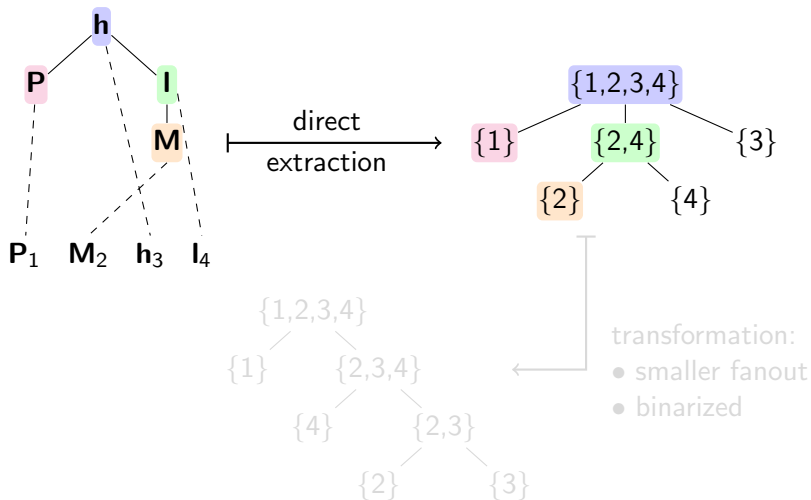 h
P l
M
P1 M2 h3 l4
direct
extraction
{1,2,3,4}
{1} {2,4} {3}
{2} {4}
{1,2,3,4}
{1} {2,3,4}
{4} {2,3}
{2} {3}
transformation:
• smaller fanout
• binarized